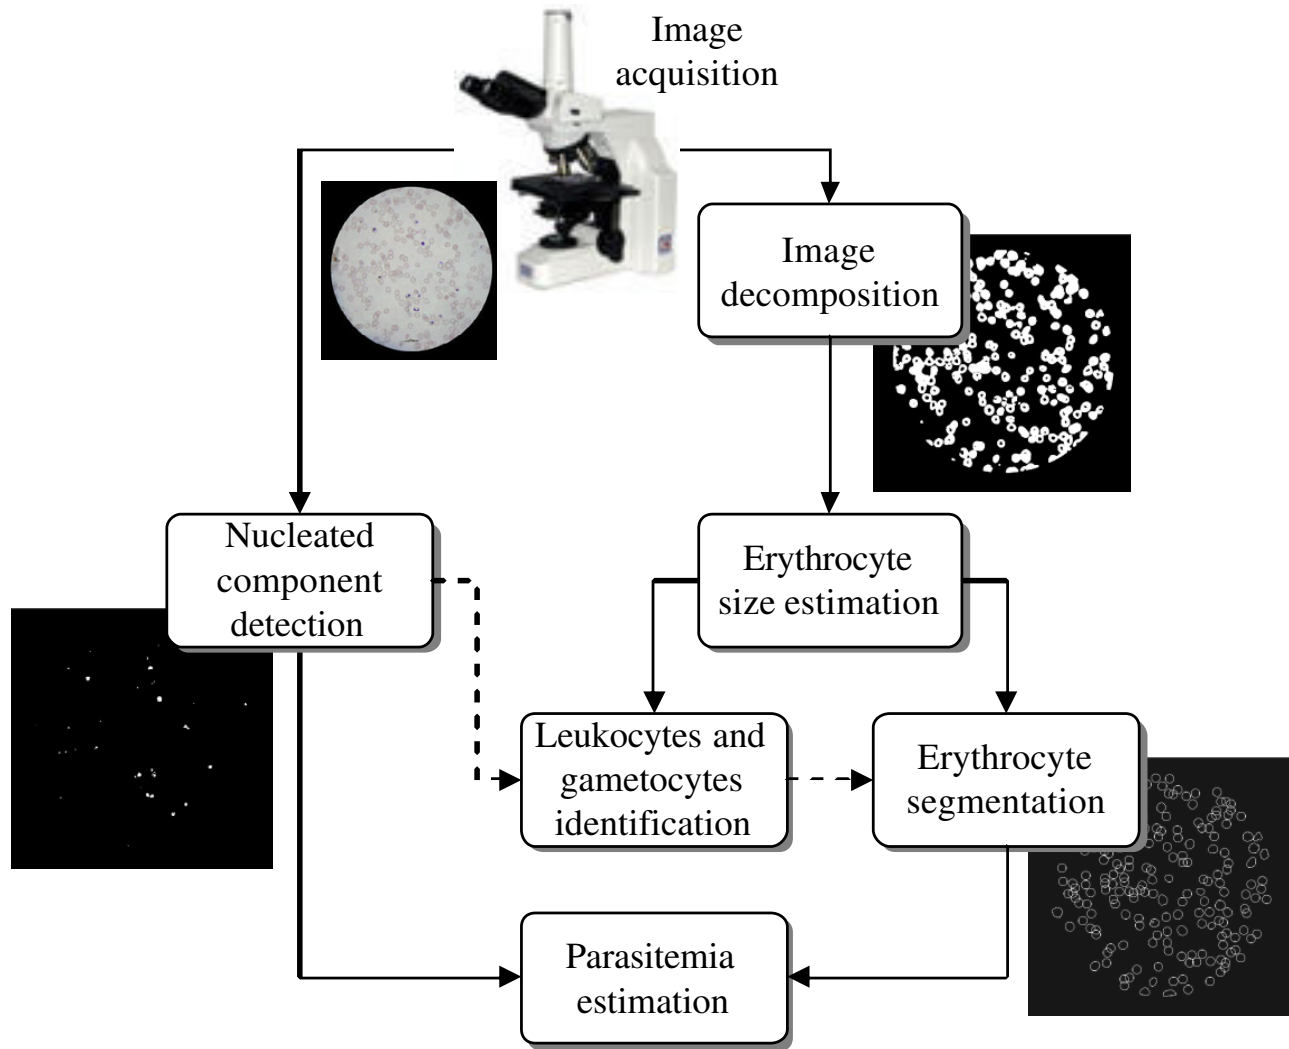 Image
acquisition
Image
decomposition
Nucleated
component
detection
Erythrocyte
size estimation
Leukocytes and
gametocytes
identification
Erythrocyte
segmentation
Parasitemia
estimation